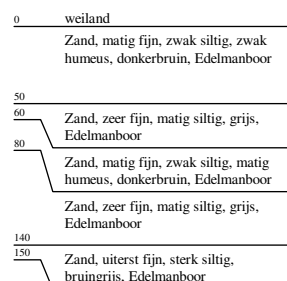 0 weiland
Zand, matig fijn, zwak siltig, zwak
humeus, donkerbruin, Edelmanboor
50
60 Zand, zeer fijn, matig siltig, grijs,
Edelmanboor
80
Zand, matig fijn, zwak siltig, matig
humeus, donkerbruin, Edelmanboor
Zand, zeer fijn, matig siltig, grijs,
Edelmanboor
140
150 Zand, uiterst fijn, sterk siltig,
bruingrijs, Edelmanboor